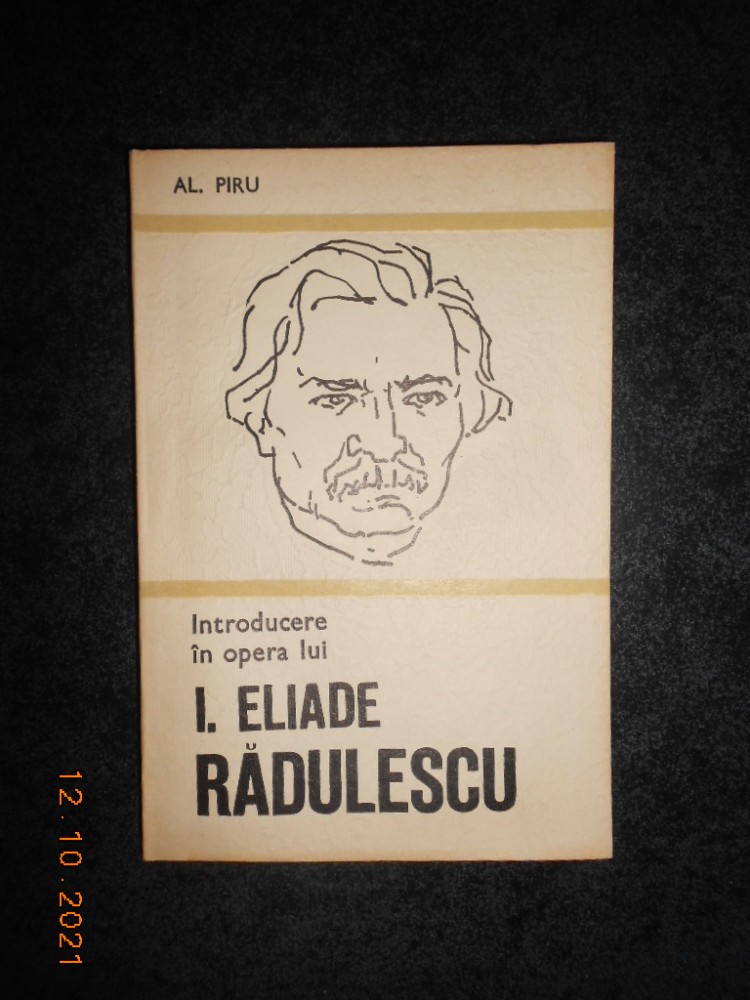 AL. PIRU
Introducere
în opera lui
I. ELIADE
RĂDULESCU
12.10.2021